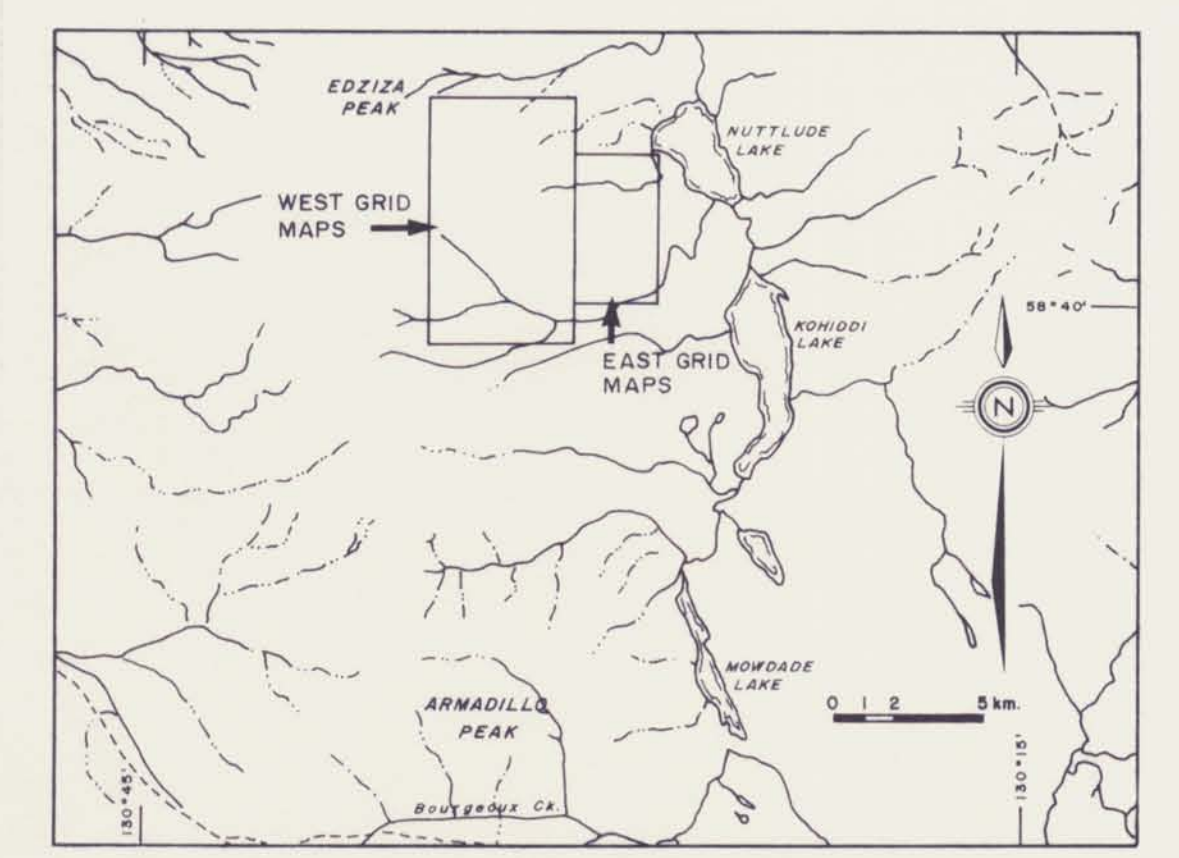 EDZIZA
PEAK
NUTTLUDE
LAKE
WEST GRID
MAPS
58°40'
KOHIDDI
LAKE
EAST GRID
MAPS
N
MOWDADE
LAKE
ARMADILLO
PEAK
0 1 2 5 km.
130°45'
130°15'
Bourgeaux Ck.